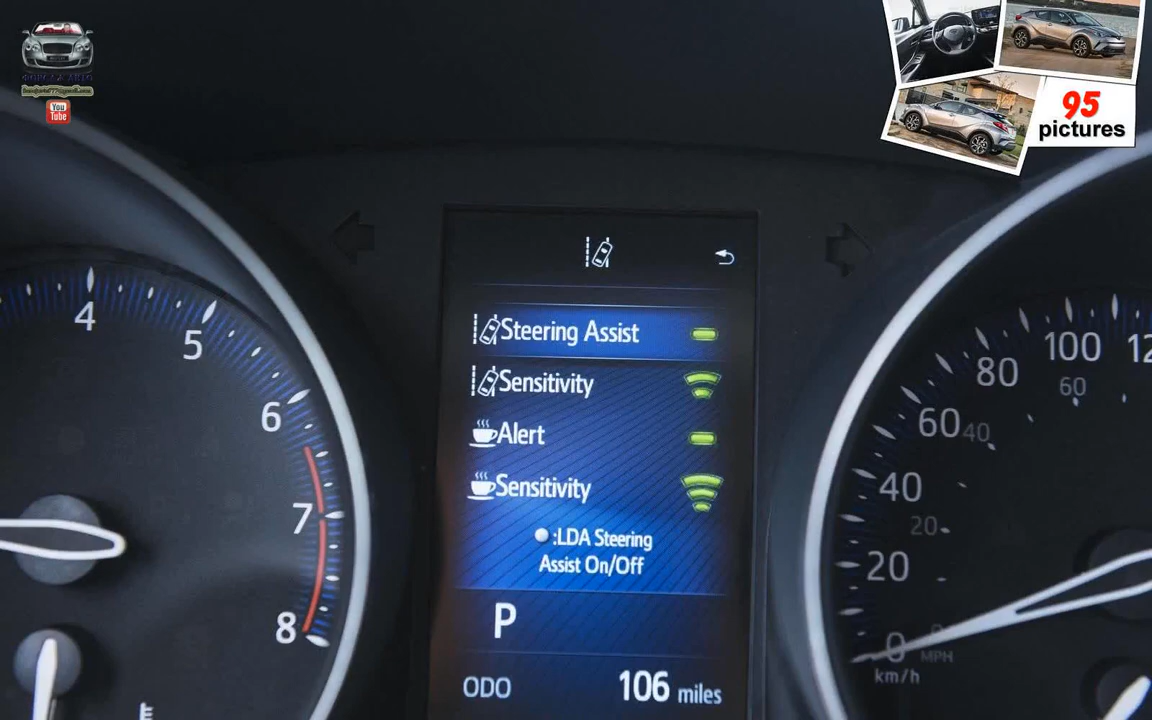 You
Tube
95
pictures
Steering Assist
Sensitivity
Alert
Sensitivity
:LDA Steering
Assist On/Off
P
ODO 106 miles
4
5
6
7
8
100
80
60
60
40
40
20
20
0
MPH
km/h